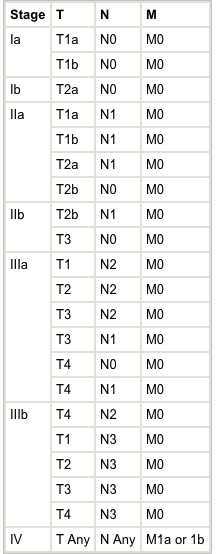 Stage T N M
Ia T1a N0 M0
T1b N0 M0
Ib T2a N0 M0
IIa T1a N1 M0
T1b N1 M0
T2a N1 M0
T2b N0 M0
IIb T2b N1 M0
T3 N0 M0
IIIa T1 N2 M0
T2 N2 M0
T3 N2 M0
T3 N1 M0
T4 N0 M0
T4 N1 M0
IIIb T4 N2 M0
T1 N3 M0
T2 N3 M0
T3 N3 M0
T4 N3 M0
IV T Any N Any M1a or 1b